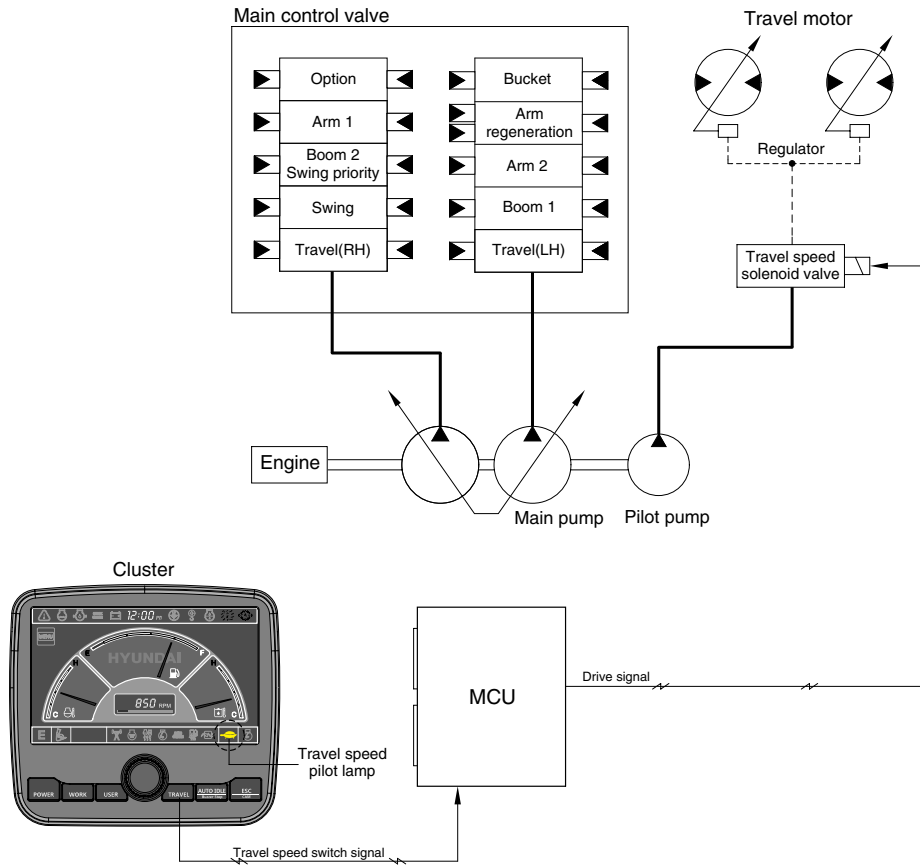 Main control valve
Travel motor
Option
Bucket
Arm 1
Arm
regeneration
Boom 2
Swing priority
Arm 2
Regulator
Swing
Boom 1
Travel(RH)
Travel(LH)
Travel speed
solenoid valve
Engine
Main pump
Pilot pump
Cluster
12:00
MENU
HYUNDAI
E
F
H
H
C
C
850 RPM
E
MCU
Drive signal
Travel speed
pilot lamp
POWER
WORK
USER
TRAVEL
AUTO IDLE
ESC
Travel speed switch signal